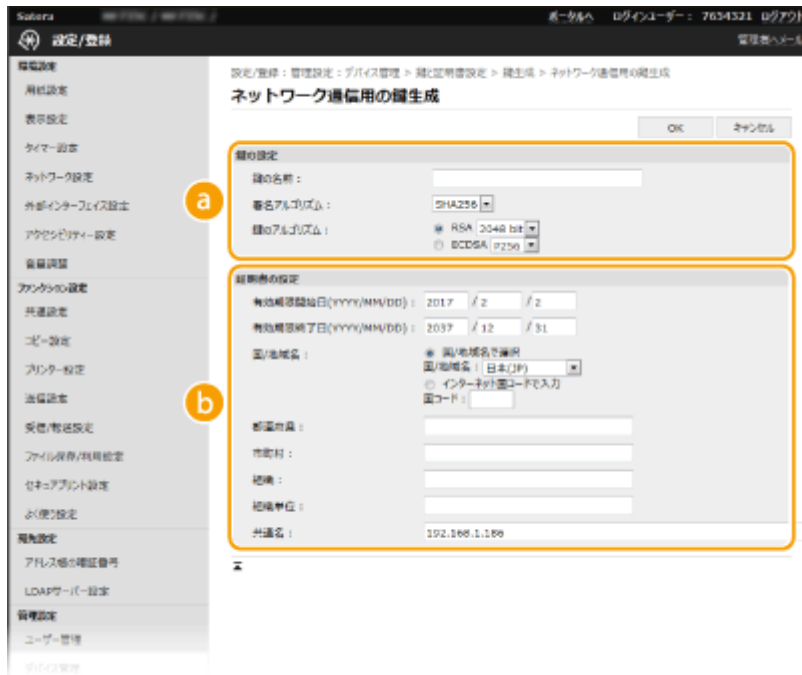 Satera
ポータルへ ログインユーザー： 7654321 ログアウト
設定/登録
管理者へメール
環境設定
用紙設定
表示設定
タイマー設定
ネットワーク設定
外部インターフェイス設定
アクセシビリティー設定
音量調整
ファンクション設定
共通設定
コピー設定
プリンター設定
送信設定
受信/転送設定
ファイル保存/利用設定
セキュアプリント設定
よく使う設定
宛先設定
アドレス帳の暗証番号
LDAPサーバー設定
管理設定
ユーザー管理
デバイス管理
設定/登録：管理設定：デバイス管理 > 鍵と証明書設定 > 鍵生成 > ネットワーク通信用の鍵生成
ネットワーク通信用の鍵生成
OK キャンセル
a
鍵の設定
鍵の名前：
署名アルゴリズム： SHA256
鍵のアルゴリズム： RSA 2048 bit
ECDSA P256
b
証明書の設定
有効期限開始日(YYYY/MM/DD)： 2017 / 2 / 2
有効期限終了日(YYYY/MM/DD)： 2037 / 12 / 31
国/地域名： 国/地域名で選択
国/地域名： 日本(JP)
インターネット国コードで入力
国コード：
都道府県：
市町村：
組織：
組織単位：
共通名： 192.168.1.186